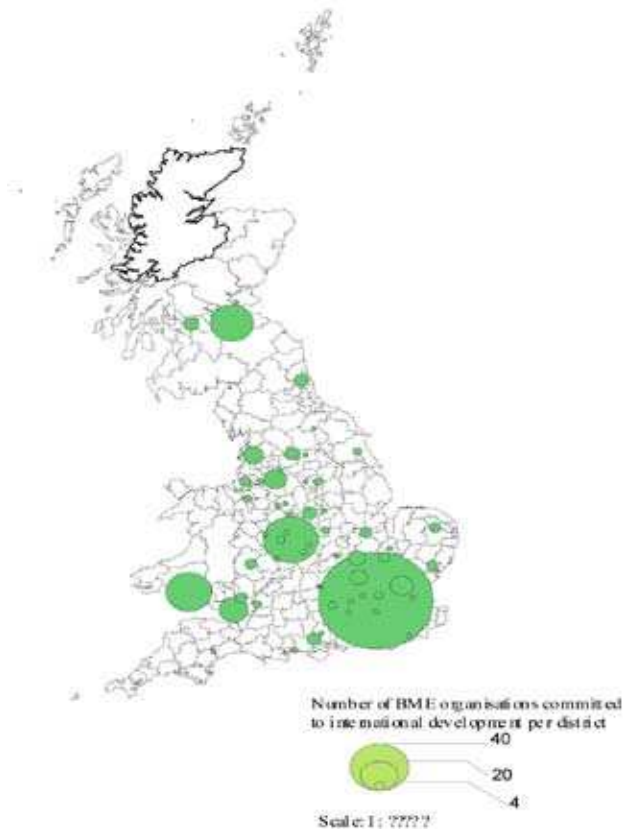 Number of BME organisations committed
to international development per district
40
20
4
Scale: 1 : ?????